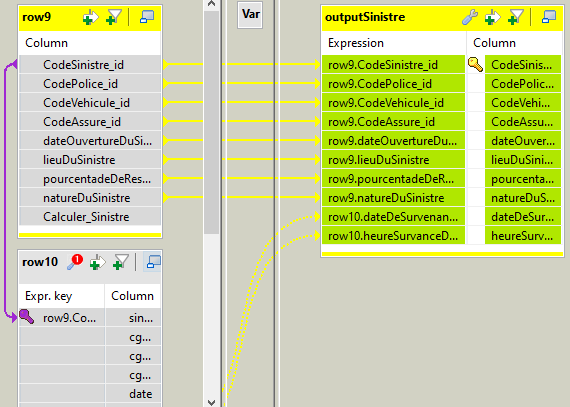 row9
Column
CodeSinistre_id
CodePolice_id
CodeVehicule_id
CodeAssure_id
dateOuvertureDuSi...
lieuDuSinistre
pourcentadeDeRes...
natureDuSinistre
Calculer_Sinistre
row10 1
Expr. key Column
row9.Co... sin...
cg...
cg...
cg...
date
Var
outputSinistre
Expression Column
row9.CodeSinistre_id CodeSinis...
row9.CodePolice_id CodePolic...
row9.CodeVehicule_id CodeVehi...
row9.CodeAssure_id CodeAssu...
row9.dateOuvertureDu... dateOuver...
row9.lieuDuSinistre lieuDuSini...
row9.pourcentadeDeR... pourcenta...
row9.natureDuSinistre natureDuS...
row10.dateDeSurvenan... dateDeSur...
row10.heureSurvanceD... heureSurv...